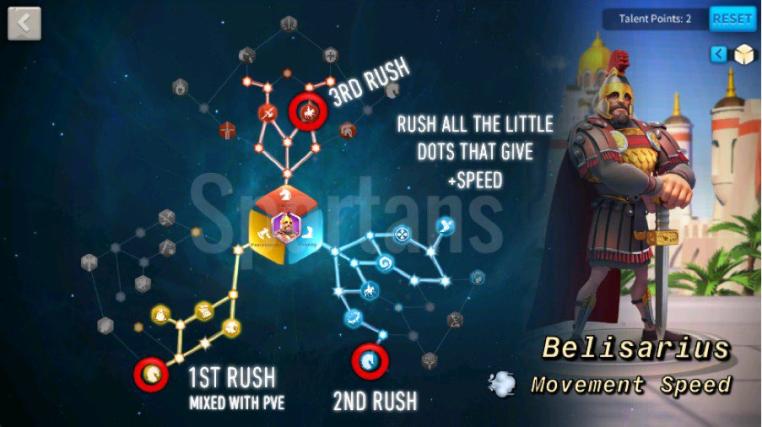 Talent Points: 2
RESET
3RD RUSH
RUSH ALL THE LITTLE
DOTS THAT GIVE
+SPEED
Spartans
1ST RUSH
MIXED WITH PVE
2ND RUSH
Belisarius
Movement Speed